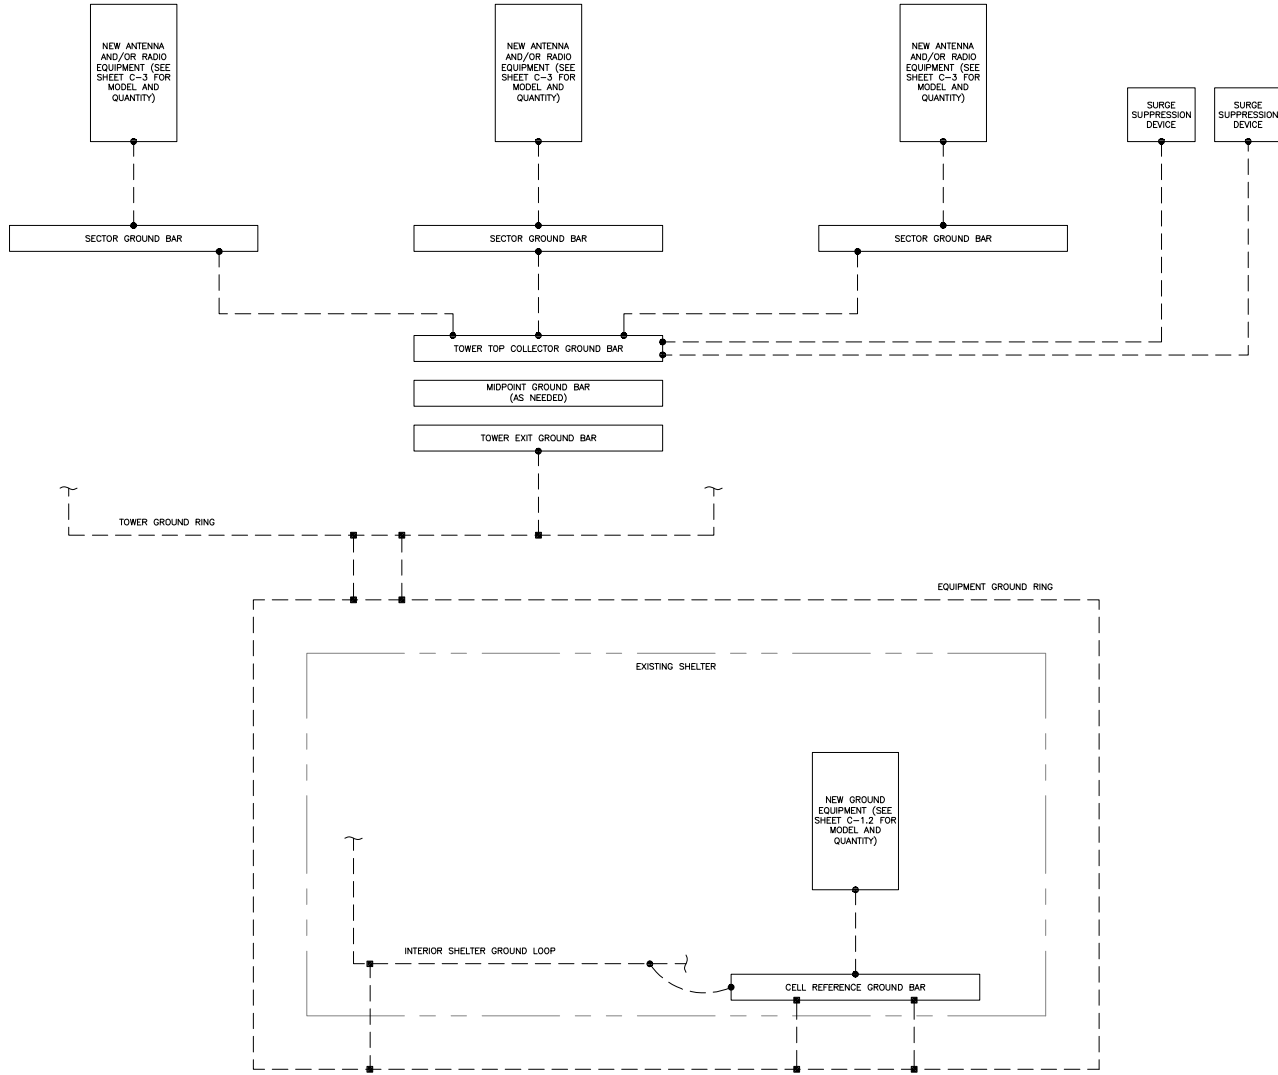 NEW ANTENNA
AND/OR RADIO
EQUIPMENT (SEE
SHEET C-3 FOR
MODEL AND
QUANTITY)
NEW ANTENNA
AND/OR RADIO
EQUIPMENT (SEE
SHEET C-3 FOR
MODEL AND
QUANTITY)
NEW ANTENNA
AND/OR RADIO
EQUIPMENT (SEE
SHEET C-3 FOR
MODEL AND
QUANTITY)
SURGE
SUPPRESSION
DEVICE
SURGE
SUPPRESSION
DEVICE
SECTOR GROUND BAR
SECTOR GROUND BAR
SECTOR GROUND BAR
TOWER TOP COLLECTOR GROUND BAR
MIDPOINT GROUND BAR
(AS NEEDED)
TOWER EXIT GROUND BAR
TOWER GROUND RING
EQUIPMENT GROUND RING
EXISTING SHELTER
NEW GROUND
EQUIPMENT (SEE
SHEET C-1.2 FOR
MODEL AND
QUANTITY)
INTERIOR SHELTER GROUND LOOP
CELL REFERENCE GROUND BAR